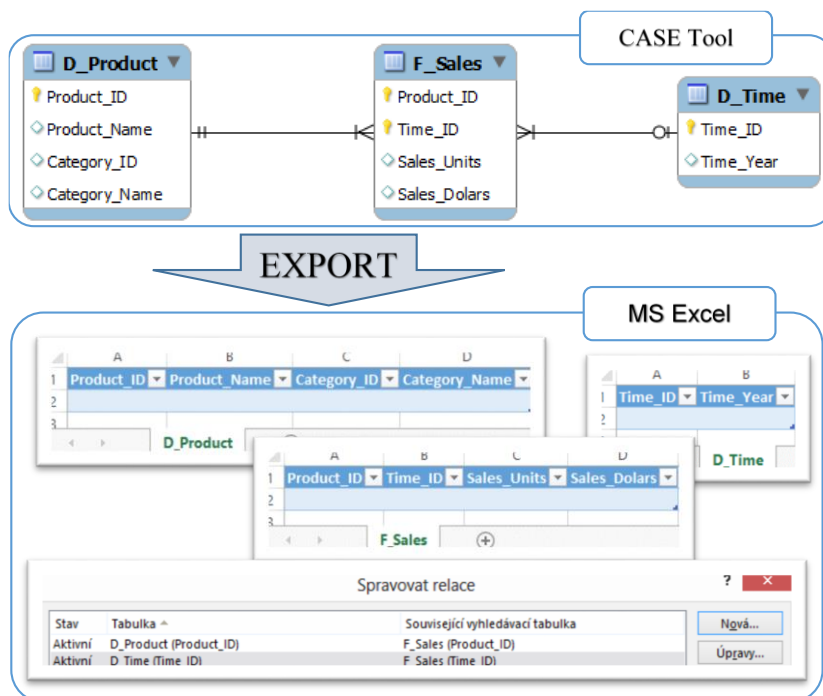 CASE Tool
D_Product
Product_ID
Product_Name
Category_ID
Category_Name
F_Sales
Product_ID
Time_ID
Sales_Units
Sales_Dolars
D_Time
Time_ID
Time_Year
EXPORT
MS Excel
A B C D
1 Product_ID Product_Name Category_ID Category_Name
2
3
D_Product
A B
1 Time_ID Time_Year
2
D_Time
A B C D
1 Product_ID Time_ID Sales_Units Sales_Dolars
2
3
F_Sales
Spravovat relace ? ×
Stav Tabulka Související vyhledávací tabulka
Aktivní D_Product (Product_ID) F_Sales (Product_ID)
Aktivní D_Time (Time_ID) F_Sales (Time_ID)
Nová...
Úpravy...